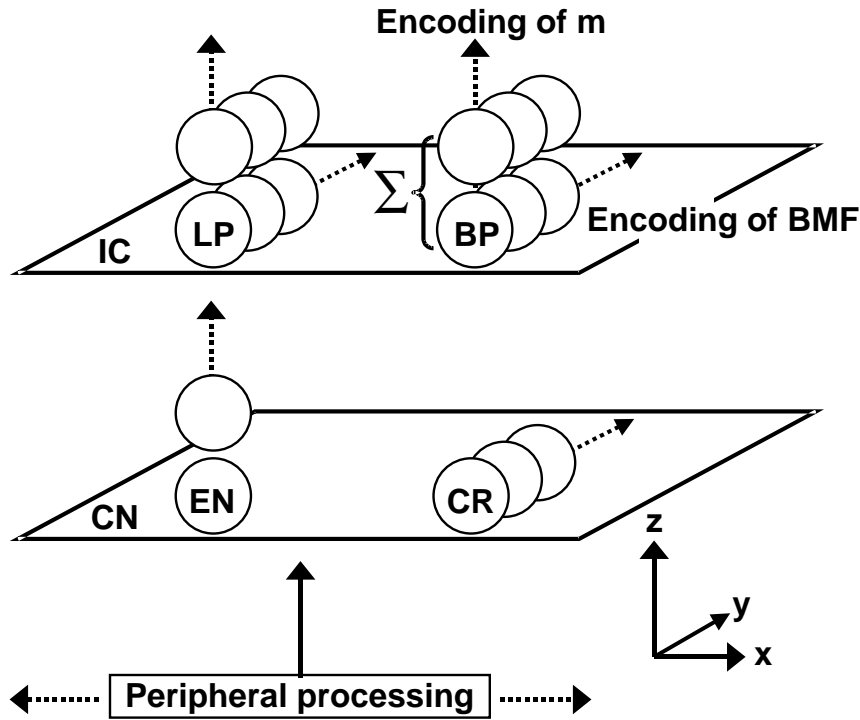 Encoding of m
∑
LP
BP
Encoding of BMF
IC
EN
CR
CN
z
y
x
Peripheral processing